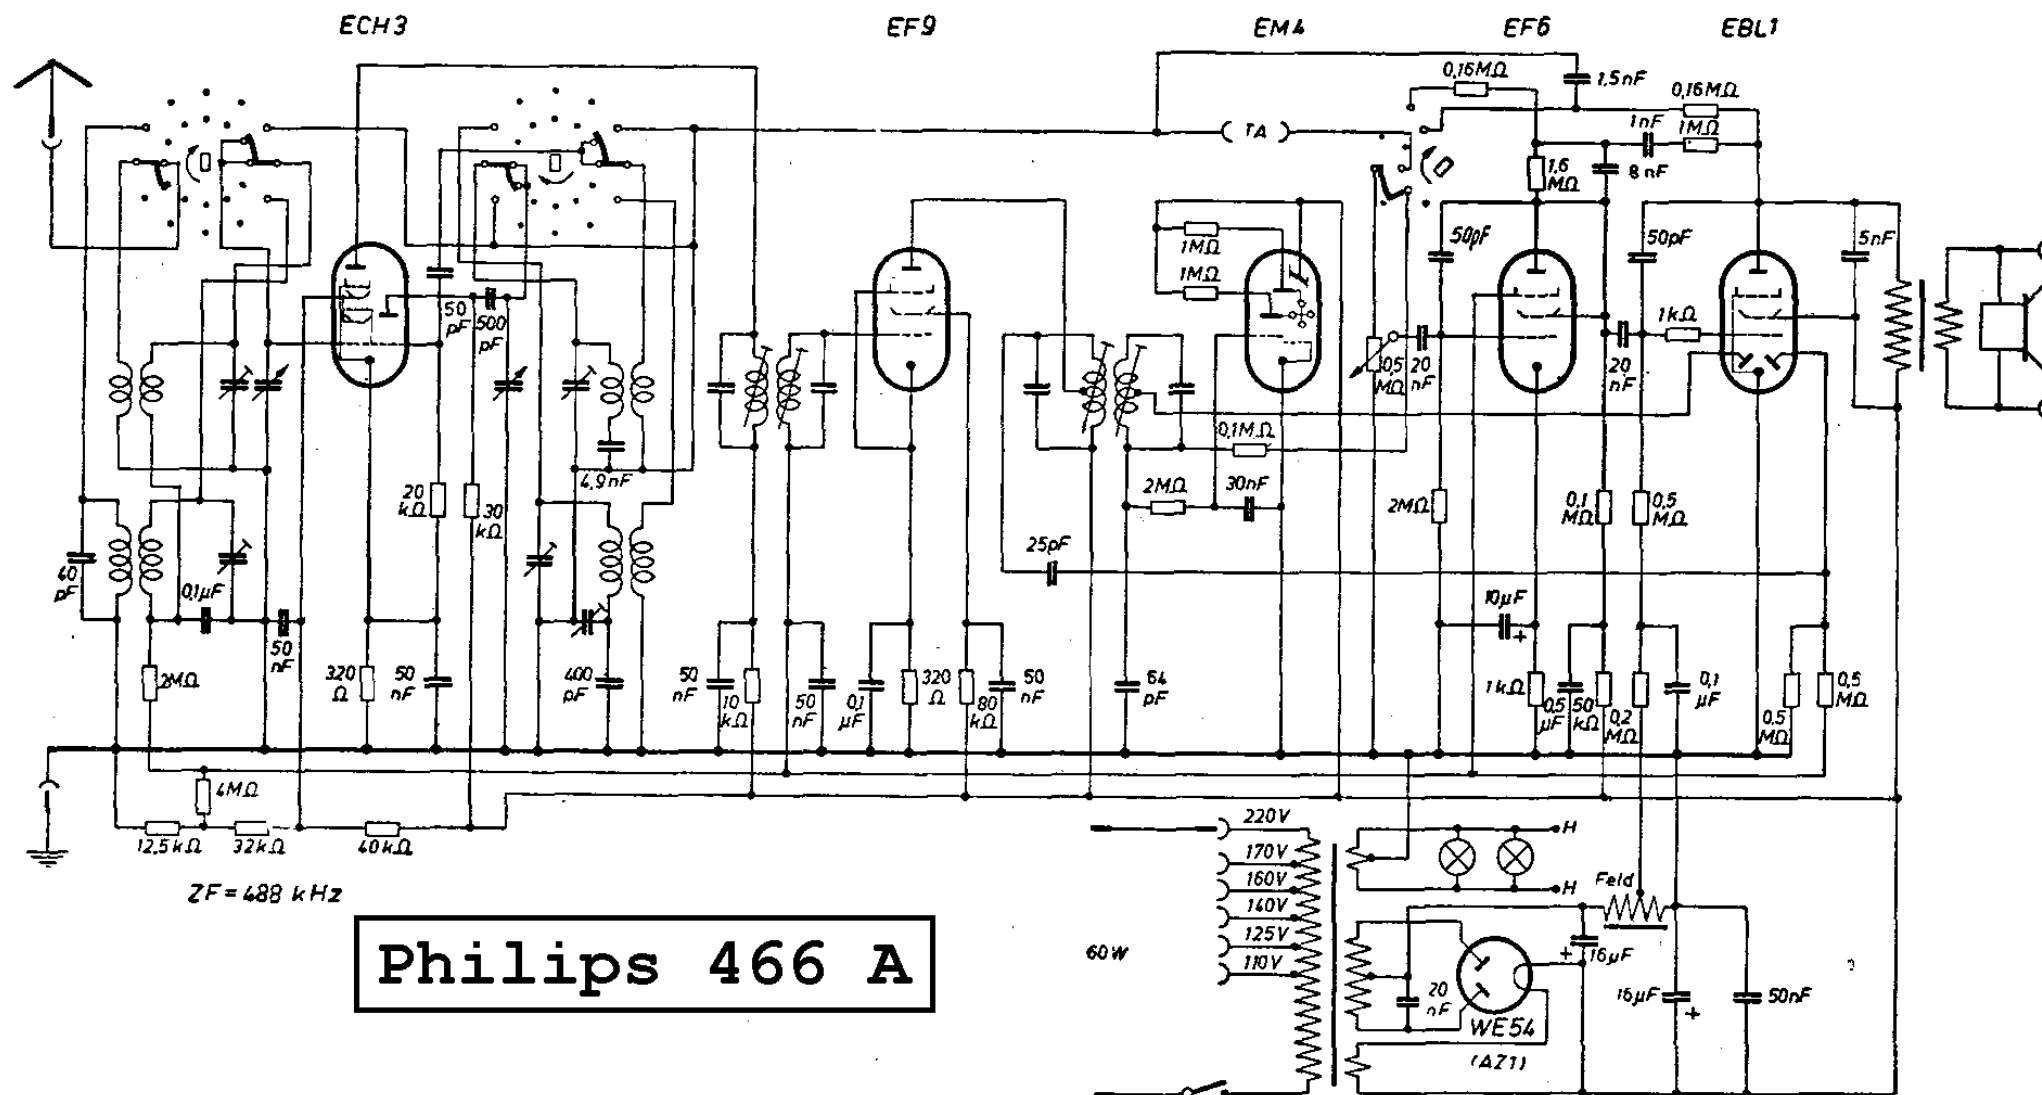 ECH3 EF9 EM4 EF6 EBL1
0,16MΩ
1,5nF
0,16MΩ
1nF
1MΩ
( TA )
1,6
MΩ
8nF
50pF
50pF
5nF
1MΩ
1MΩ
50
pF
500
pF
1kΩ
0,5
MΩ
20
nF
20
nF
0,1MΩ
4,9nF
20
kΩ
30
kΩ
2MΩ
30nF
2MΩ
0,1
MΩ
0,5
MΩ
25pF
40
pF
0,1µF
10µF
+
50
nF
2MΩ
320
Ω
50
nF
400
pF
50
nF
10
kΩ
50
nF
0,1
µF
320
Ω
80
kΩ
50
nF
64
pF
1kΩ
0,5
µF
50
kΩ
0,2
MΩ
0,1
µF
0,5
MΩ
0,5
MΩ
4MΩ
12,5kΩ
32kΩ
40kΩ
ZF = 488 kHz
Philips 466 A
60W
220V
170V
160V
140V
125V
110V
H
H
Feld
+
16µF
20
nF
WE54
(AZ1)
16µF
+
50nF